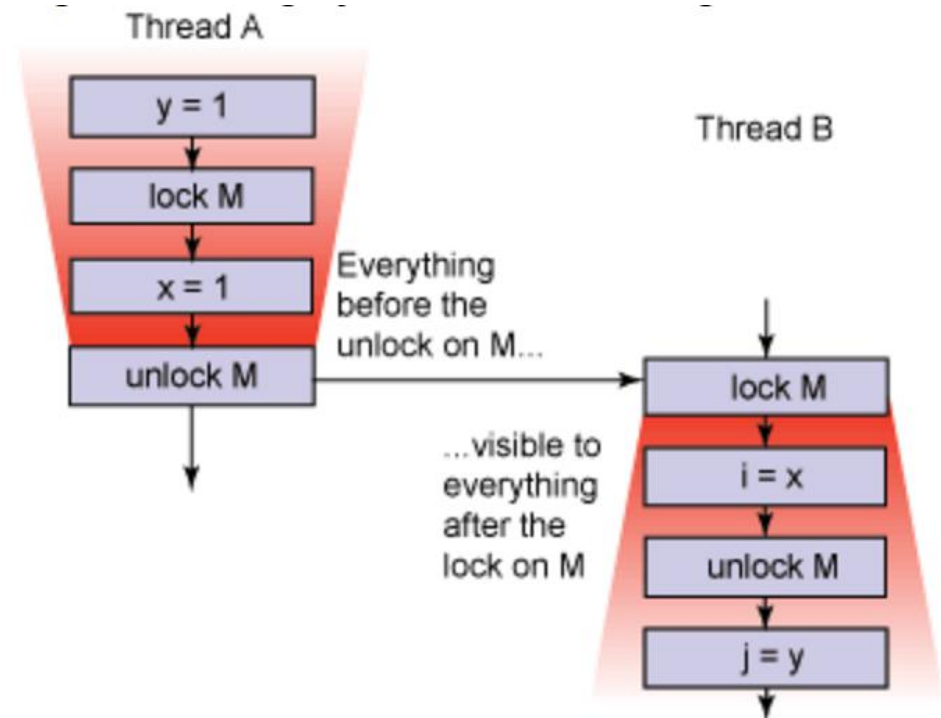 Thread A
y = 1
lock M
x = 1
unlock M
Everything
before the
unlock on M...
Thread B
lock M
...visible to
everything
after the
lock on M
i = x
unlock M
j = y